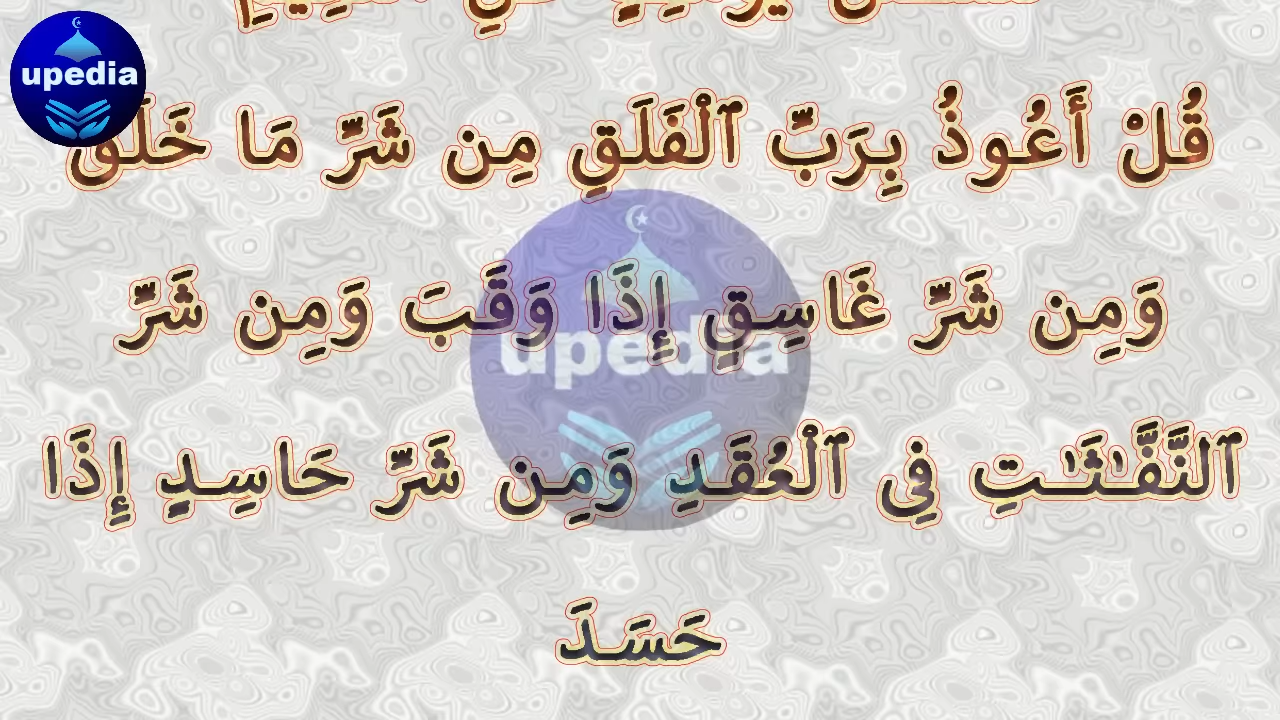 upedia
قُلْ أَعُوذُ بِرَبِّ ٱلْفَلَقِ مِن شَرِّ مَا خَلَقَ
وَمِن شَرِّ غَاسِقٍ إِذَا وَقَبَ وَمِن شَرِّ
upedia
ٱلنَّفَّٰثَٰتِ فِى ٱلْعُقَدِ وَمِن شَرِّ حَاسِدٍ إِذَا
حَسَدَ